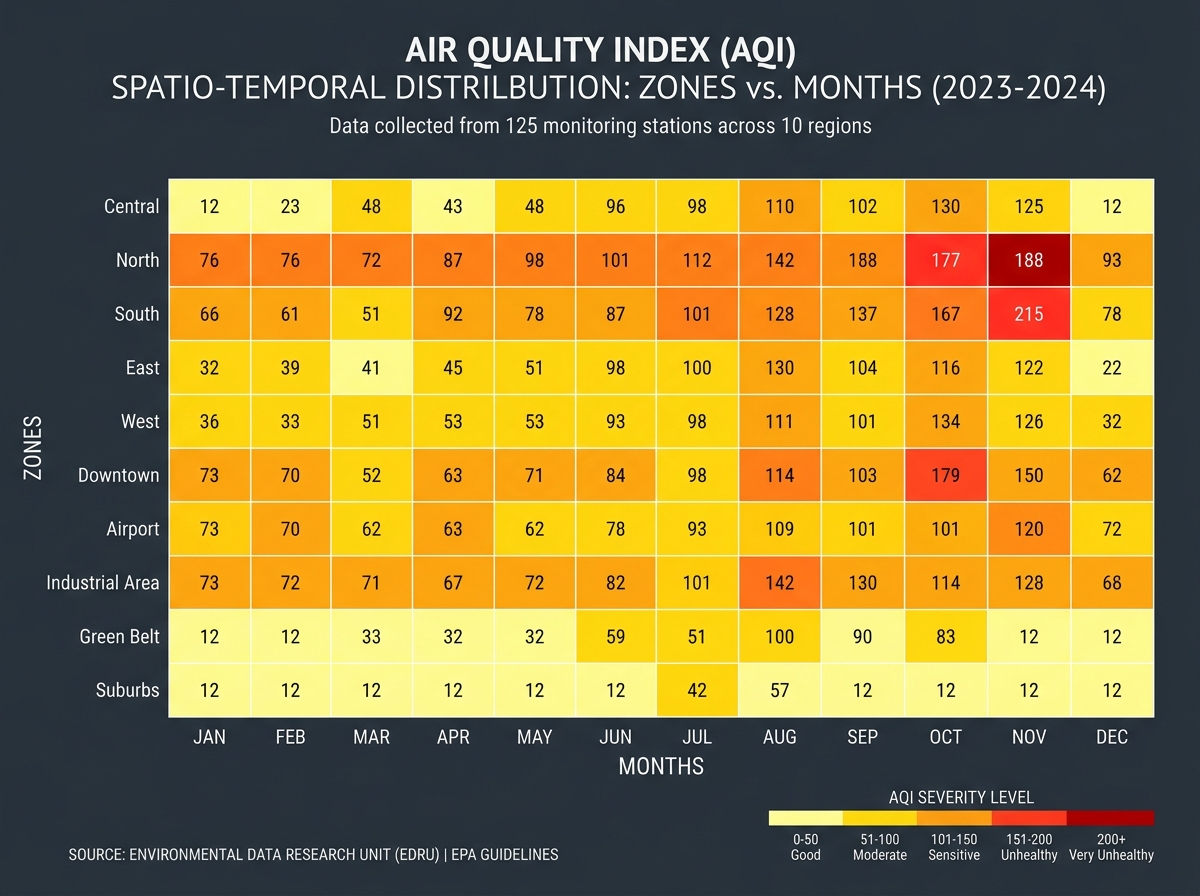 AIR QUALITY INDEX (AQI)
SPATIO-TEMPORAL DISTRILBUTION: ZONES vs. MONTHS (2023-2024)
Data collected from 125 monitoring stations across 10 regions
ZONES
Central 12 23 48 43 48 96 98 110 102 130 125 12
North 76 76 72 87 98 101 112 142 188 177 188 93
South 66 61 51 92 78 87 101 128 137 167 215 78
East 32 39 41 45 51 98 100 130 104 116 122 22
West 36 33 51 53 53 93 98 111 101 134 126 32
Downtown 73 70 52 63 71 84 98 114 103 179 150 62
Airport 73 70 62 63 62 78 93 109 101 101 120 72
Industrial Area 73 72 71 67 72 82 101 142 130 114 128 68
Green Belt 12 12 33 32 32 59 51 100 90 83 12 12
Suburbs 12 12 12 12 12 12 42 57 12 12 12 12
JAN FEB MAR APR MAY JUN JUL AUG SEP OCT NOV DEC
MONTHS
AQI SEVERITY LEVEL
0-50 51-100 101-150 151-200 200+
Good Moderate Sensitive Unhealthy Very Unhealthy
SOURCE: ENVIRONMENTAL DATA RESEARCH UNIT (EDRU) | EPA GUIDELINES